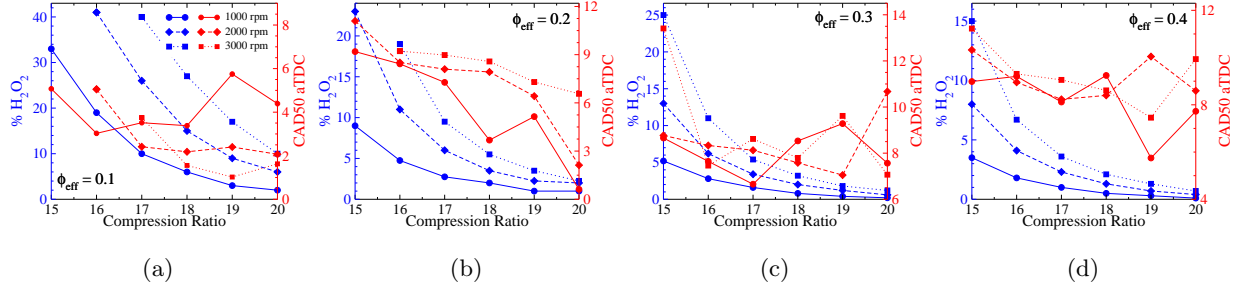 40
30
20
10
0
% H₂O₂
15 16 17 18 19 20
Compression Ratio
8
6
4
2
0
CAD50 aTDC
1000 rpm
2000 rpm
3000 rpm
ϕeff = 0.1
(a)
20
15
10
5
0
% H₂O₂
15 16 17 18 19 20
Compression Ratio
12
9
6
3
0
CAD50 aTDC
ϕeff = 0.2
(b)
25
20
15
10
5
0
% H₂O₂
15 16 17 18 19 20
Compression Ratio
14
12
10
8
6
CAD50 aTDC
ϕeff = 0.3
(c)
15
10
5
0
% H₂O₂
15 16 17 18 19 20
Compression Ratio
12
8
4
CAD50 aTDC
ϕeff = 0.4
(d)